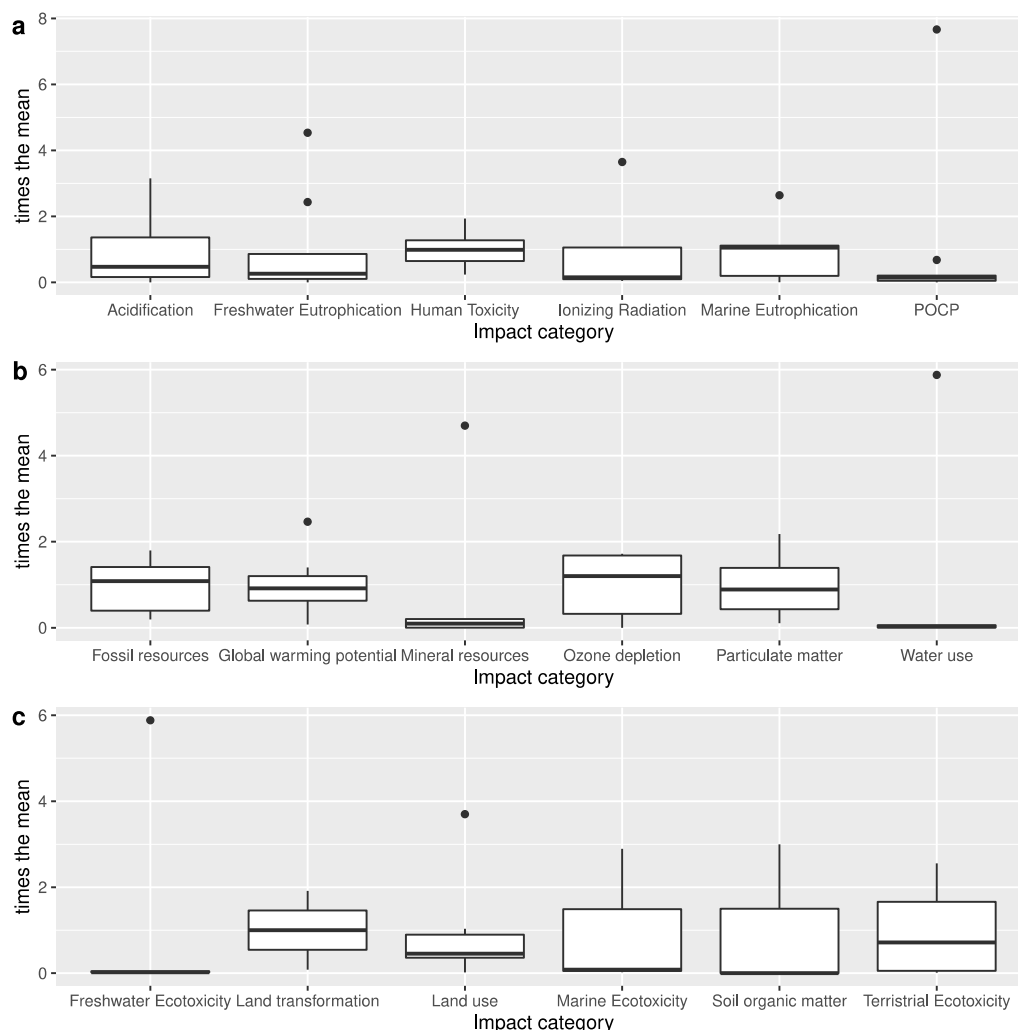 a
8
6
4
2
0
times the mean
Acidification Freshwater Eutrophication Human Toxicity Ionizing Radiation Marine Eutrophication POCP
Impact category
b
6
4
2
0
times the mean
Fossil resources Global warming potential Mineral resources Ozone depletion Particulate matter Water use
Impact category
c
6
4
2
0
times the mean
Freshwater Ecotoxicity Land transformation Land use Marine Ecotoxicity Soil organic matter Terristrial Ecotoxicity
Impact category